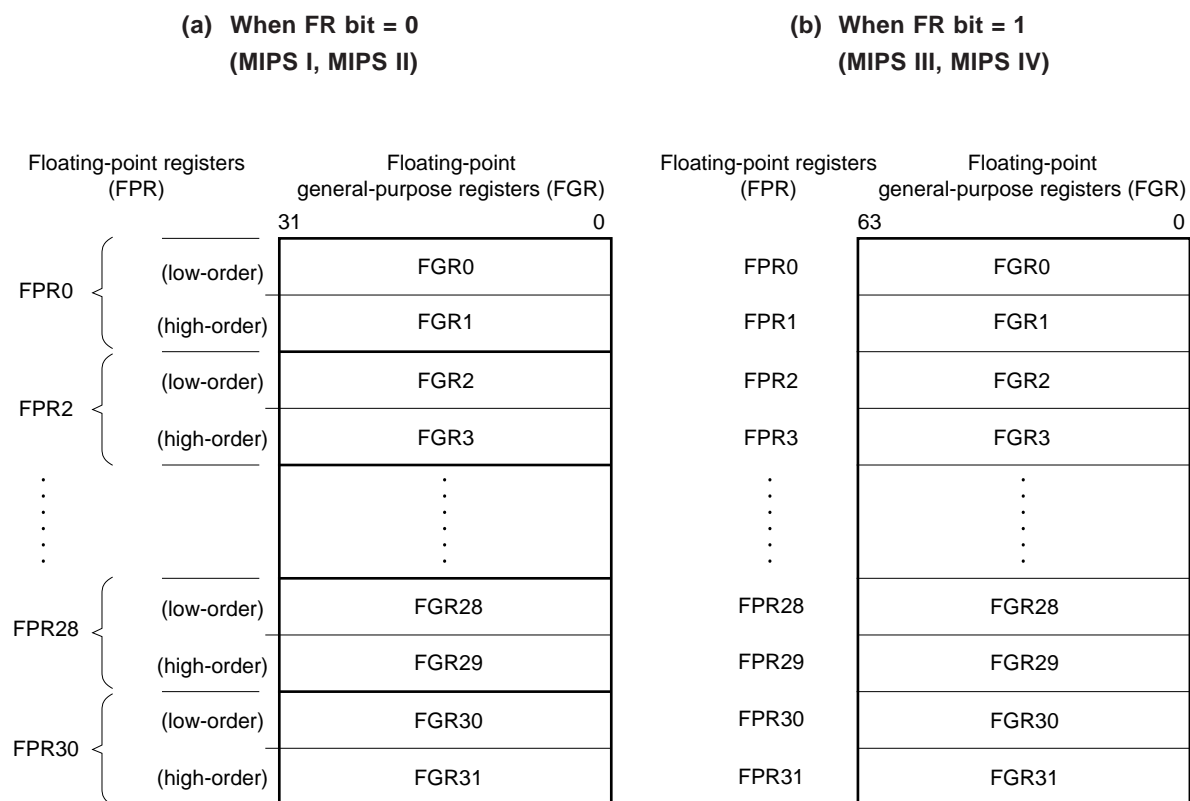 (a) When FR bit = 0
(MIPS I, MIPS II)
Floating-point registers
(FPR)
Floating-point
general-purpose registers (FGR)
31 0
FPR0
(low-order) FGR0
(high-order) FGR1
FPR2
(low-order) FGR2
(high-order) FGR3
FPR28
(low-order) FGR28
(high-order) FGR29
FPR30
(low-order) FGR30
(high-order) FGR31
(b) When FR bit = 1
(MIPS III, MIPS IV)
Floating-point registers
(FPR)
Floating-point
general-purpose registers (FGR)
63 0
FPR0 FGR0
FPR1 FGR1
FPR2 FGR2
FPR3 FGR3
FPR28 FGR28
FPR29 FGR29
FPR30 FGR30
FPR31 FGR31